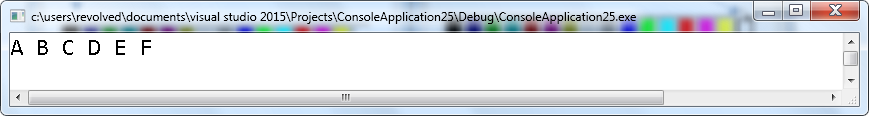 c:\users\revolved\documents\visual studio 2015\Projects\ConsoleApplication25\Debug\ConsoleApplication25.exe
A B C D E F